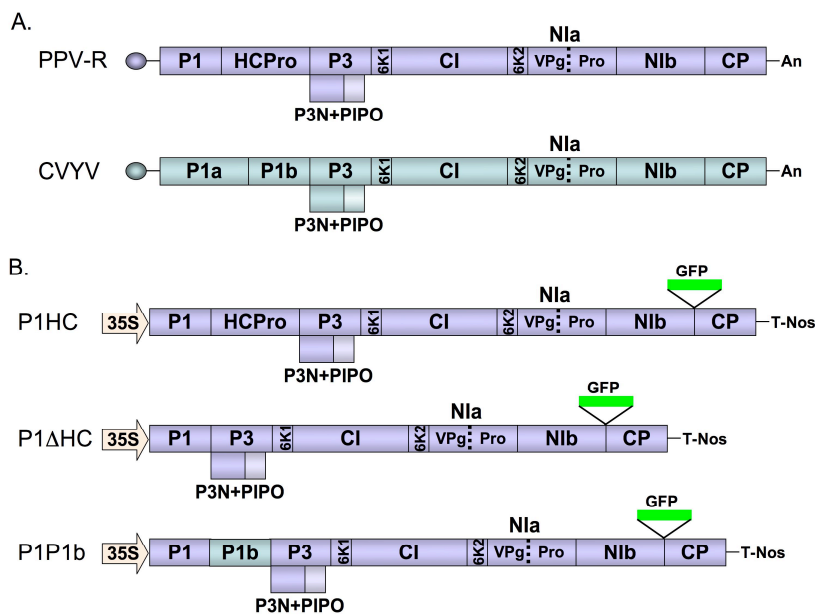 A.
NIa
PPV-R P1 HCPro P3 6K1 CI 6K2 VPg Pro NIb CP An
P3N+PIPO
NIa
CVYV P1a P1b P3 6K1 CI 6K2 VPg Pro NIb CP An
P3N+PIPO
B.
GFP
NIa
P1HC 35S P1 HCPro P3 6K1 CI 6K2 VPg Pro NIb CP T-Nos
P3N+PIPO
GFP
NIa
P1ΔHC 35S P1 P3 6K1 CI 6K2 VPg Pro NIb CP T-Nos
P3N+PIPO
GFP
NIa
P1P1b 35S P1 P1b P3 6K1 CI 6K2 VPg Pro NIb CP T-Nos
P3N+PIPO